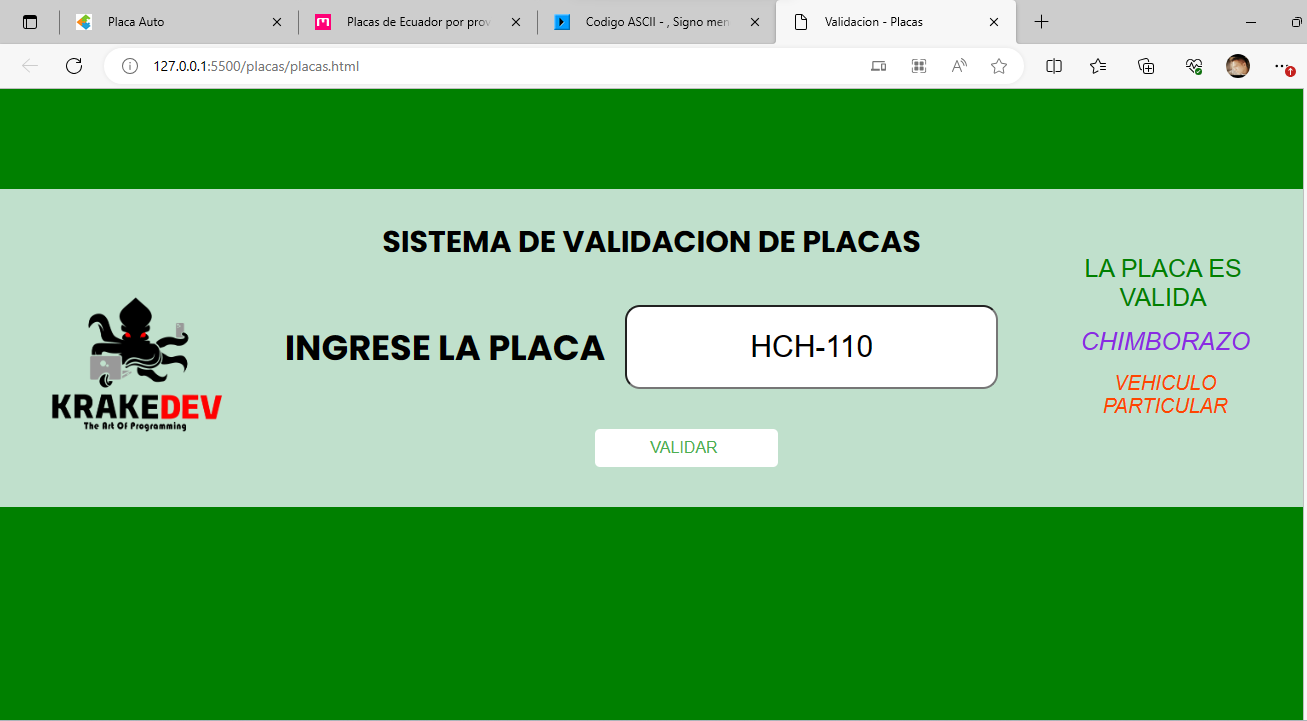 Placa Auto
Placas de Ecuador por prov
Codigo ASCII - , Signo men
Validacion - Placas
127.0.0.1:5500/placas/placas.html
SISTEMA DE VALIDACION DE PLACAS
INGRESE LA PLACA
HCH-110
VALIDAR
KRAKEDEV
The Art Of Programming
LA PLACA ES
VALIDA
CHIMBORAZO
VEHICULO
PARTICULAR